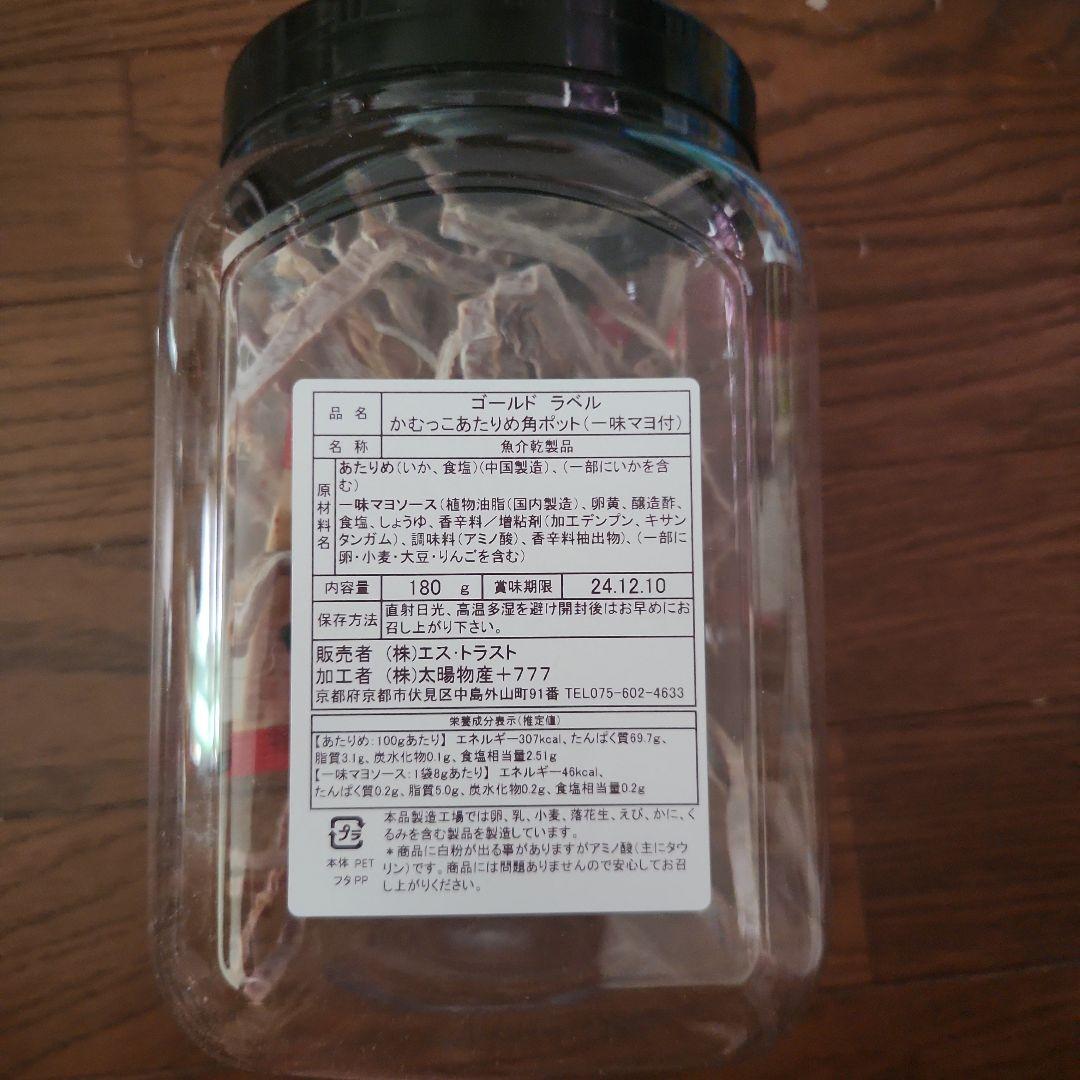 品名
ゴールド ラベル
かむっこあたりめ角ポット(一味マヨ付)
名称 魚介乾製品
原材料名
あたりめ(いか、食塩)(中国製造)、(一部にいかを含
む)
一味マヨソース(植物油脂(国内製造)、卵黄、醸造酢、
食塩、しょうゆ、香辛料/増粘剤(加工デンプン、キサン
タンガム)、調味料(アミノ酸)、香辛料抽出物)、(一部に
卵・小麦・大豆・りんごを含む)
内容量 180 g 賞味期限 24.12.10
保存方法
直射日光、高温多湿を避け開封後はお早めにお
召し上がり下さい。
販売者 (株)エス・トラスト
加工者 (株)太陽物産+777
京都府京都市伏見区中島外山町91番 TEL075-602-4633
栄養成分表示(推定値)
【あたりめ:100gあたり】 エネルギー307kcal、たんぱく質69.7g、
脂質3.1g、炭水化物0.1g、食塩相当量2.51g
【一味マヨソース:1袋8gあたり】 エネルギー46kcal、
たんぱく質0.2g、脂質5.0g、炭水化物0.2g、食塩相当量0.2g
プラ
本体 PET
フタ PP
本品製造工場では卵、乳、小麦、落花生、えび、かに、く
るみを含む製品を製造しています。
*商品に白粉が出る事がありますがアミノ酸(主にタウ
リン)です。商品には問題ありませんので安心してお召
し上がりください。